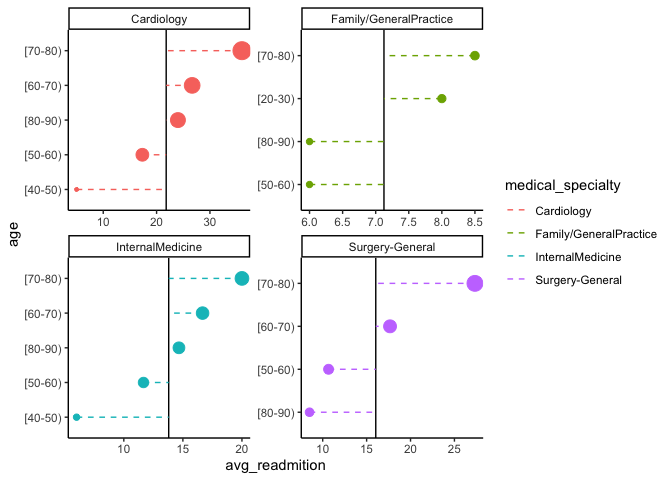 Cardiology
[70-80)
[60-70)
[80-90)
[50-60)
[40-50)
10 20 30
Family/GeneralPractice
[70-80)
[20-30)
[80-90)
[50-60)
6.0 6.5 7.0 7.5 8.0 8.5
InternalMedicine
[70-80)
[60-70)
[80-90)
[50-60)
[40-50)
10 15 20
Surgery-General
[70-80)
[60-70)
[50-60)
[80-90)
10 15 20 25
age
avg_readmition
medical_specialty
Cardiology
Family/GeneralPractice
InternalMedicine
Surgery-General